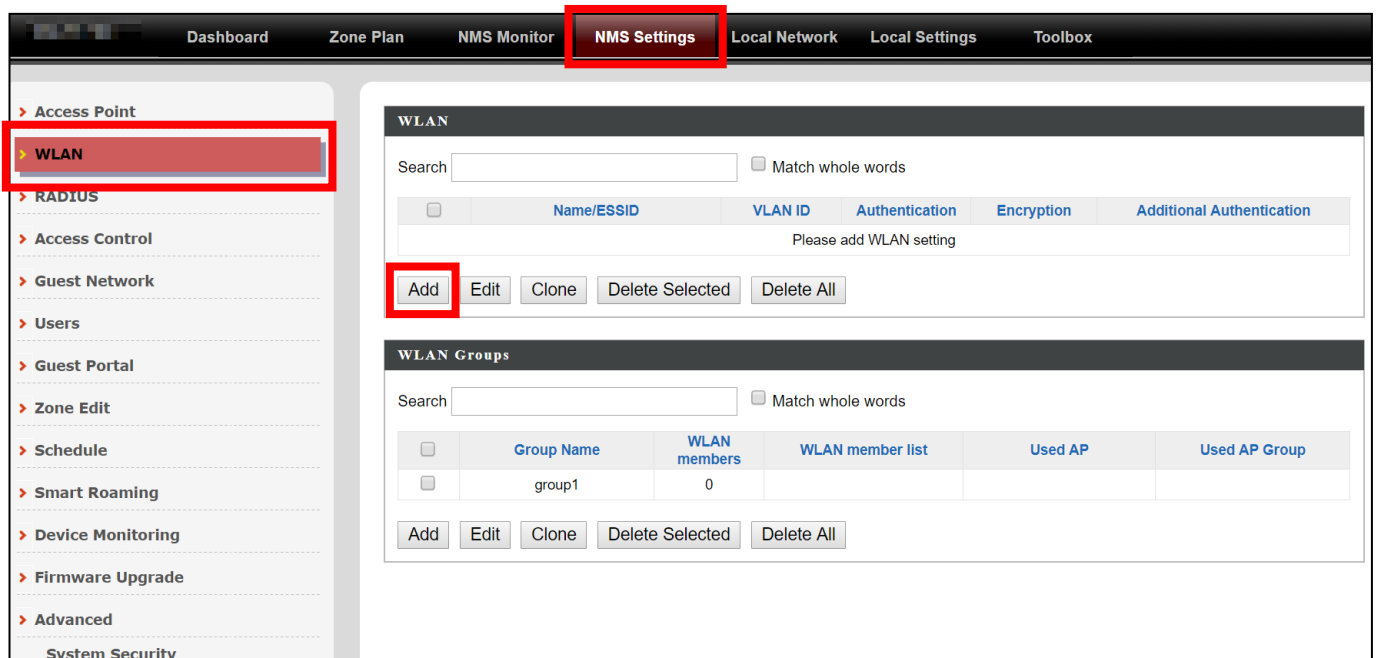 Dashboard Zone Plan NMS Monitor NMS Settings Local Network Local Settings Toolbox
Access Point
WLAN
RADIUS
Access Control
Guest Network
Users
Guest Portal
Zone Edit
Schedule
Smart Roaming
Device Monitoring
Firmware Upgrade
Advanced
System Security
WLAN
Search Match whole words
Name/ESSID VLAN ID Authentication Encryption Additional Authentication
Please add WLAN setting
Add Edit Clone Delete Selected Delete All
WLAN Groups
Search Match whole words
Group Name WLAN members WLAN member list Used AP Used AP Group
group1 0
Add Edit Clone Delete Selected Delete All